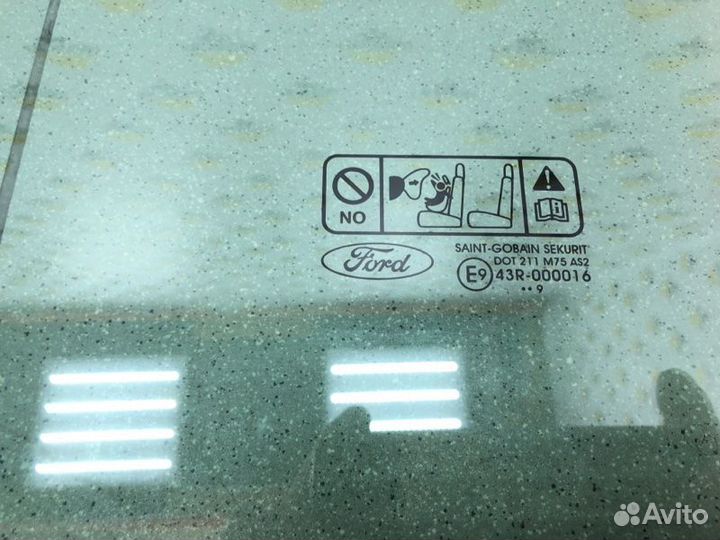 NO
Ford
SAINT-GOBAIN SEKURIT
DOT 211 M75 AS2
E9 43R-000016
•• 9
Avito